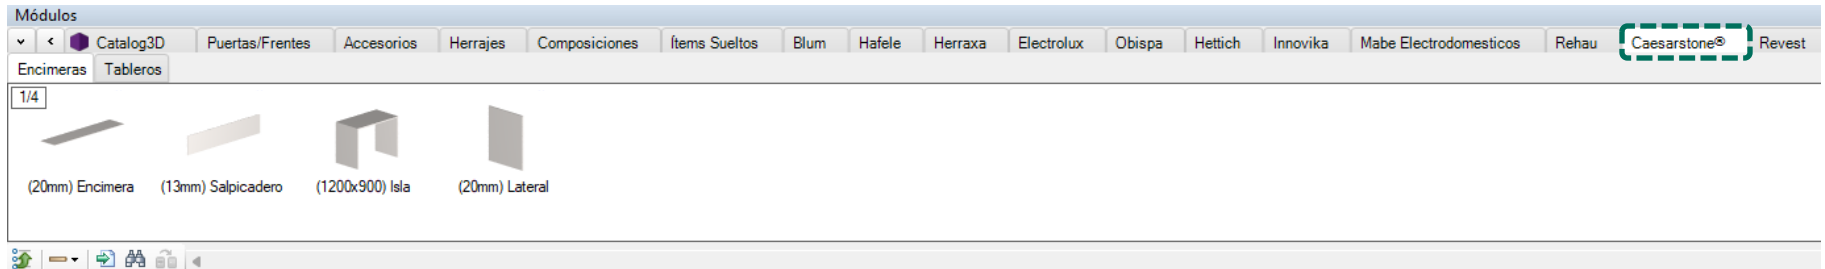 Módulos
Catalog3D Puertas/Frentes Accesorios Herrajes Composiciones Ítems Sueltos Blum Hafele Herraxa Electrolux Obispa Hettich Innovika Mabe Electrodomesticos Rehau Caesarstone® Revest
Encimeras Tableros
1/4
(20mm) Encimera (13mm) Salpicadero (1200x900) Isla (20mm) Lateral